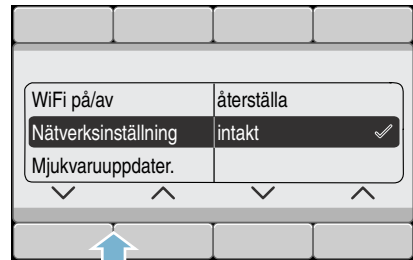 WiFi på/av återställa
Nätverksinställning intakt
Mjukvaruuppdater.